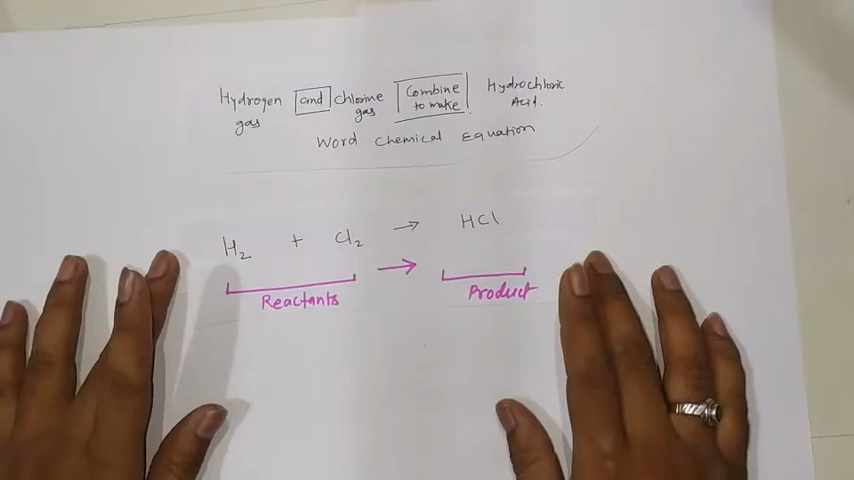 Hydrogen gas and Chlorine gas Combine to make Hydrochloric Acid.
Word Chemical Equation
H₂ + Cl₂ → HCl
Reactants → Product